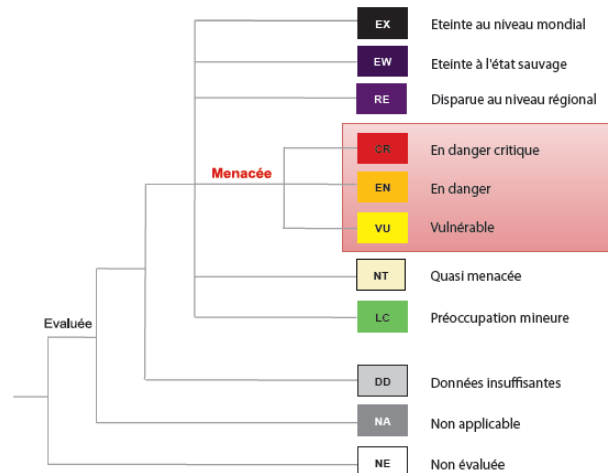 EX Eteinte au niveau mondial
EW Eteinte à l'état sauvage
RE Disparue au niveau régional
CR En danger critique
Menacée
EN En danger
VU Vulnérable
NT Quasi menacée
LC Préoccupation mineure
Evaluée
DD Données insuffisantes
NA Non applicable
NE Non évaluée